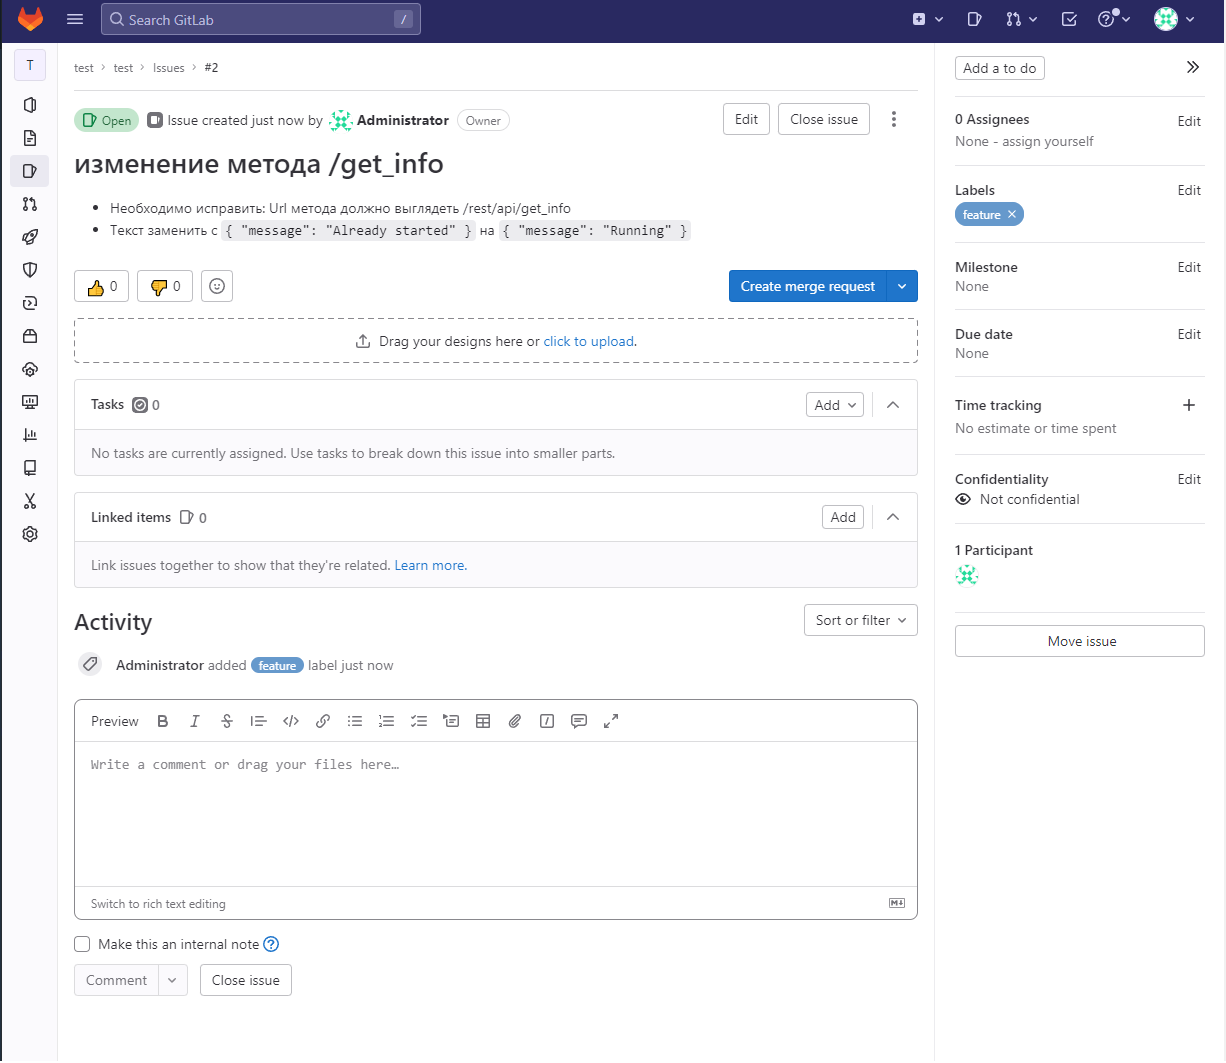 Search GitLab /
T
test › test › Issues › #2
Open Issue created just now by Administrator Owner
Edit Close issue
изменение метода /get_info
Необходимо исправить: Url метода должно выглядеть /rest/api/get_info
Текст заменить с { "message": "Already started" } на { "message": "Running" }
0 0
Create merge request
Drag your designs here or click to upload.
Tasks 0 Add
No tasks are currently assigned. Use tasks to break down this issue into smaller parts.
Linked items 0 Add
Link issues together to show that they're related. Learn more.
Activity Sort or filter
Administrator added feature label just now
Preview
Write a comment or drag your files here…
Switch to rich text editing
Make this an internal note
Comment Close issue
Add a to do
0 Assignees Edit
None - assign yourself
Labels Edit
feature ×
Milestone Edit
None
Due date Edit
None
Time tracking +
No estimate or time spent
Confidentiality Edit
Not confidential
1 Participant
Move issue